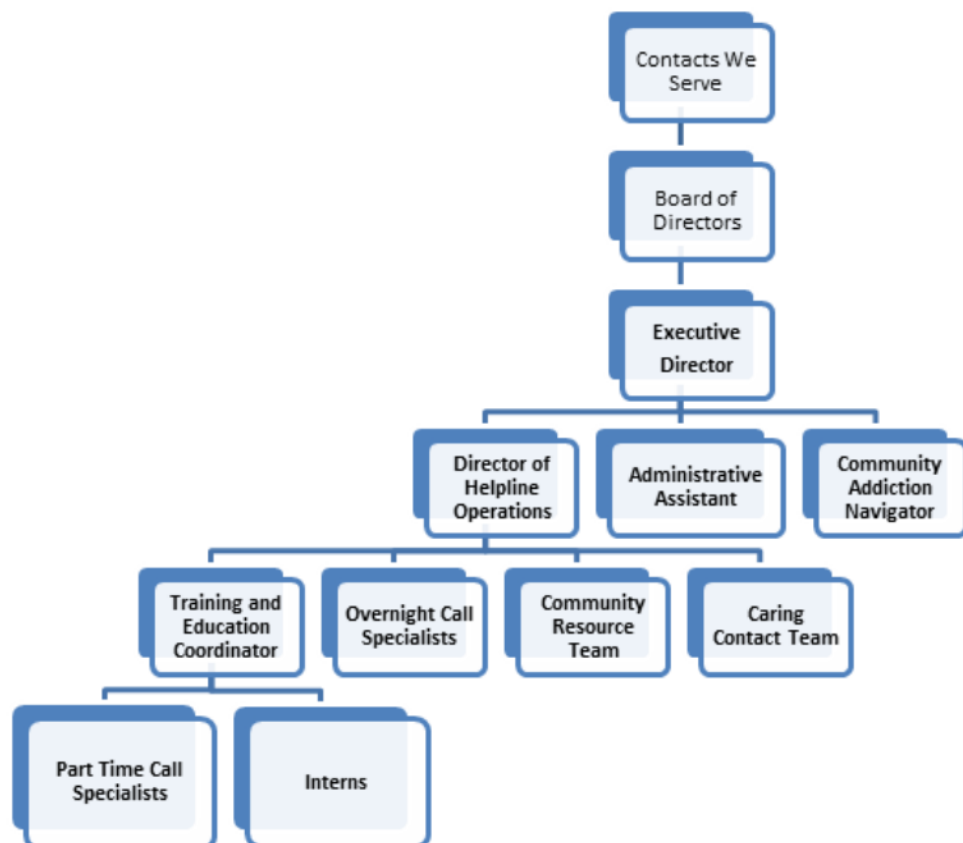 Contacts We
Serve
Board of
Directors
Executive
Director
Director of
Helpline
Operations
Administrative
Assistant
Community
Addiction
Navigator
Training and
Education
Coordinator
Overnight Call
Specialists
Community
Resource
Team
Caring
Contact Team
Part Time Call
Specialists
Interns